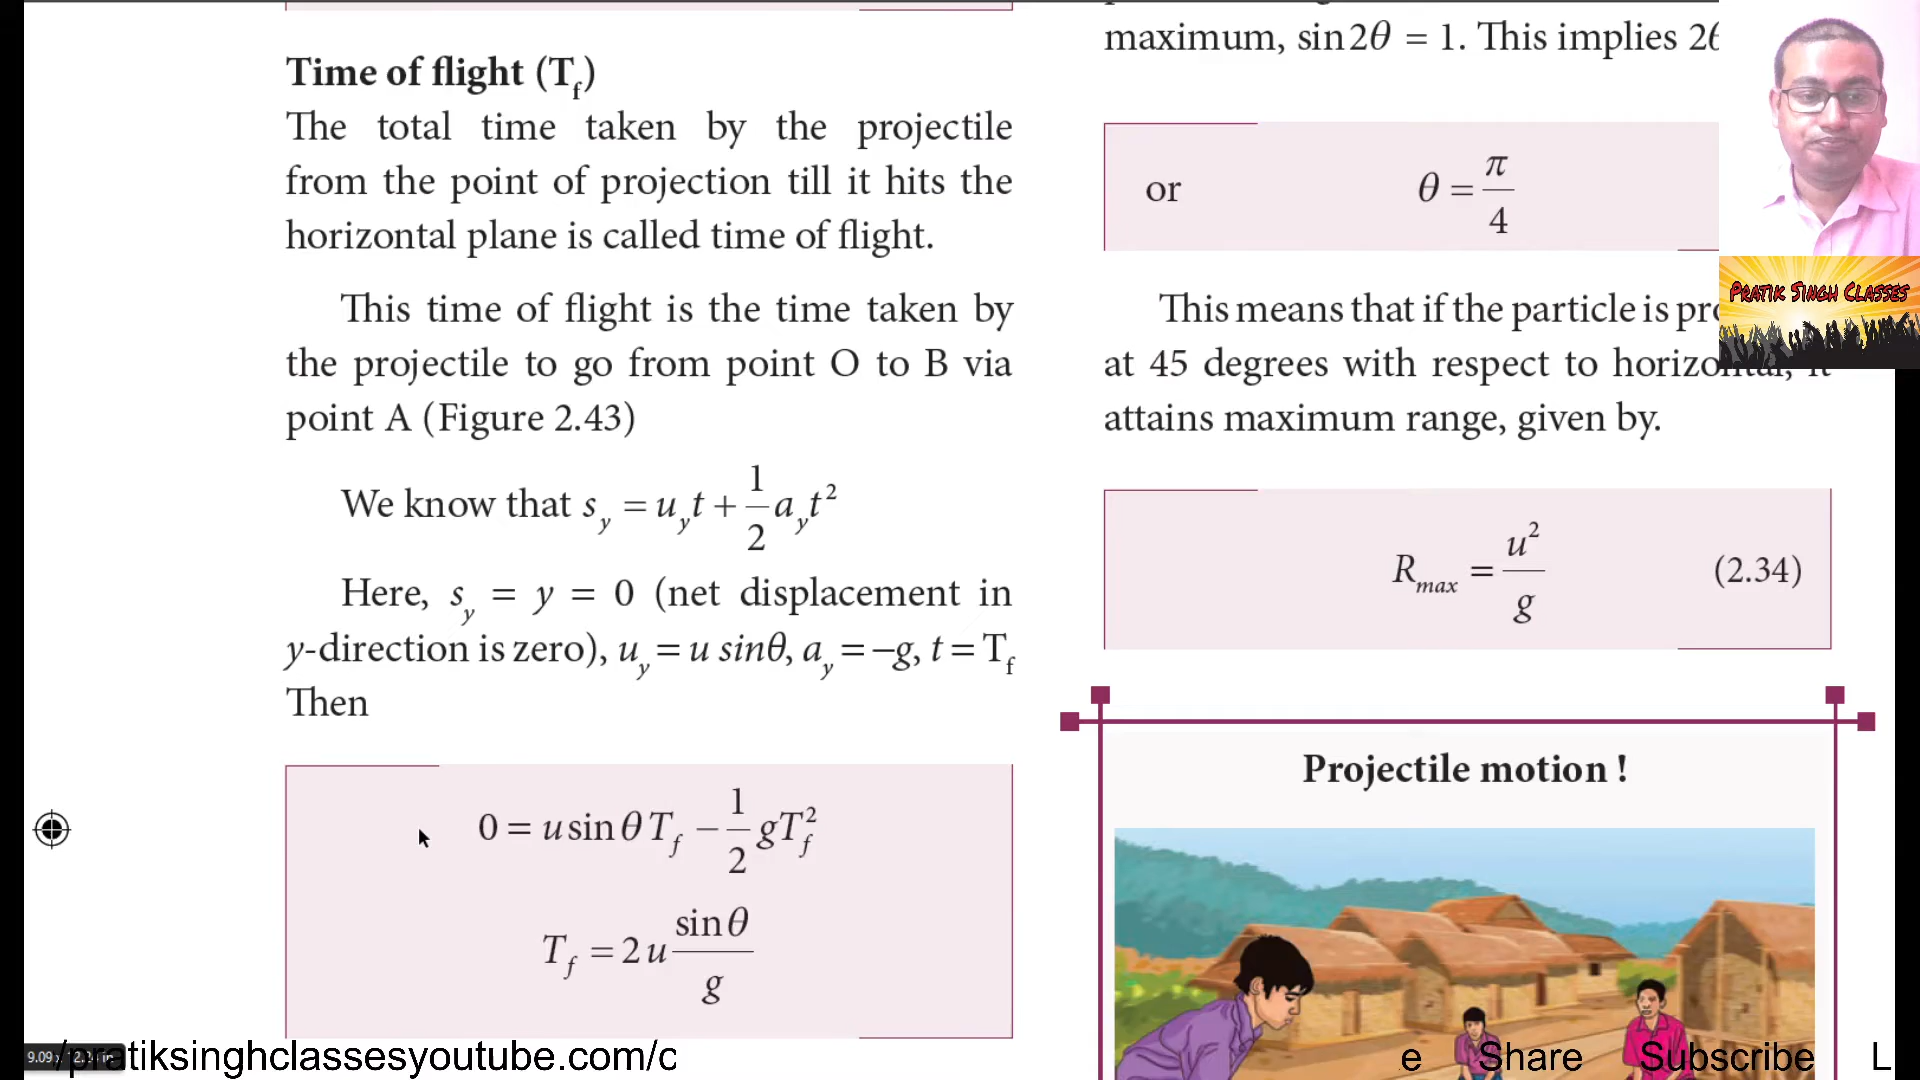 Time of flight (T_f)
The total time taken by the projectile
from the point of projection till it hits the
horizontal plane is called time of flight.
This time of flight is the time taken by
the projectile to go from point O to B via
point A (Figure 2.43)
We know that s_y = u_y t + 1/2 a_y t²
Here, s_y = y = 0 (net displacement in
y-direction is zero), u_y = u sinθ, a_y = –g, t = T_f
Then
0 = u sin θ T_f − 1/2 g T_f²
T_f = 2u sin θ / g
maximum, sin 2θ = 1. This implies
or θ = π/4
This means that if the particle is
at 45 degrees with respect to
attains maximum range, given by.
R_max = u²/g (2.34)
Projectile motion !
PRATIK SINGH CLASSES
/pratiksinghclassesyoutube.com/c
e Share Subscribe L